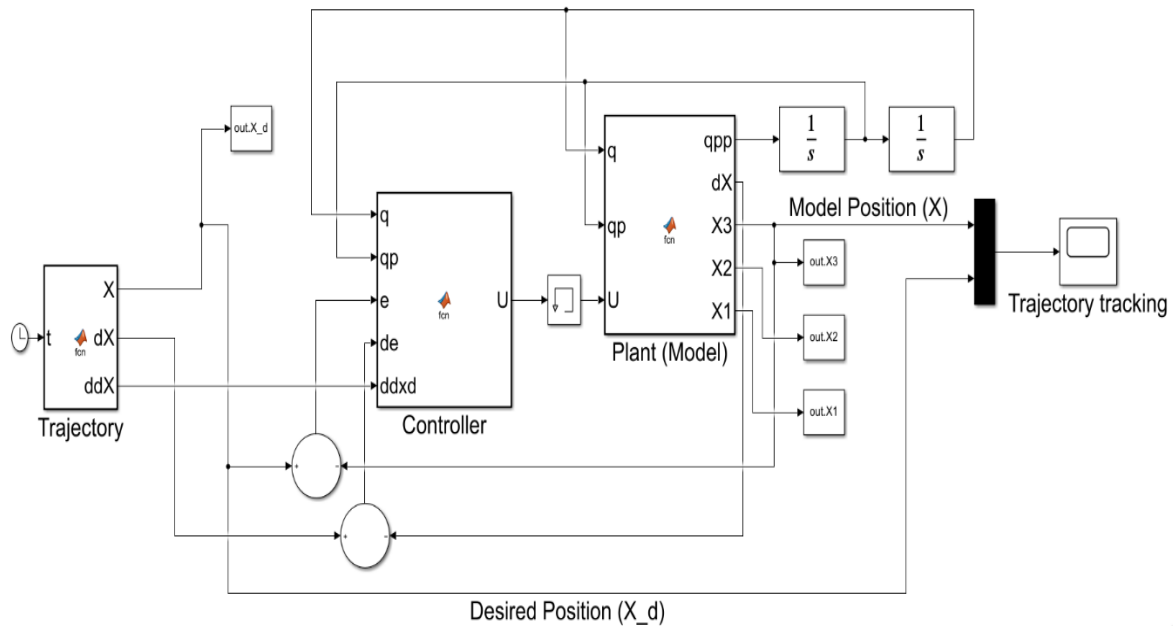 out.X_d
t
X
dX
ddX
fcn
Trajectory
q
qp
e
de
ddxd
U
fcn
Controller
q
qp
U
qpp
dX
X3
X2
X1
fcn
Plant (Model)
1
s
1
s
Model Position (X)
out.X3
out.X2
out.X1
Trajectory tracking
+
−
+
−
Desired Position (X_d)